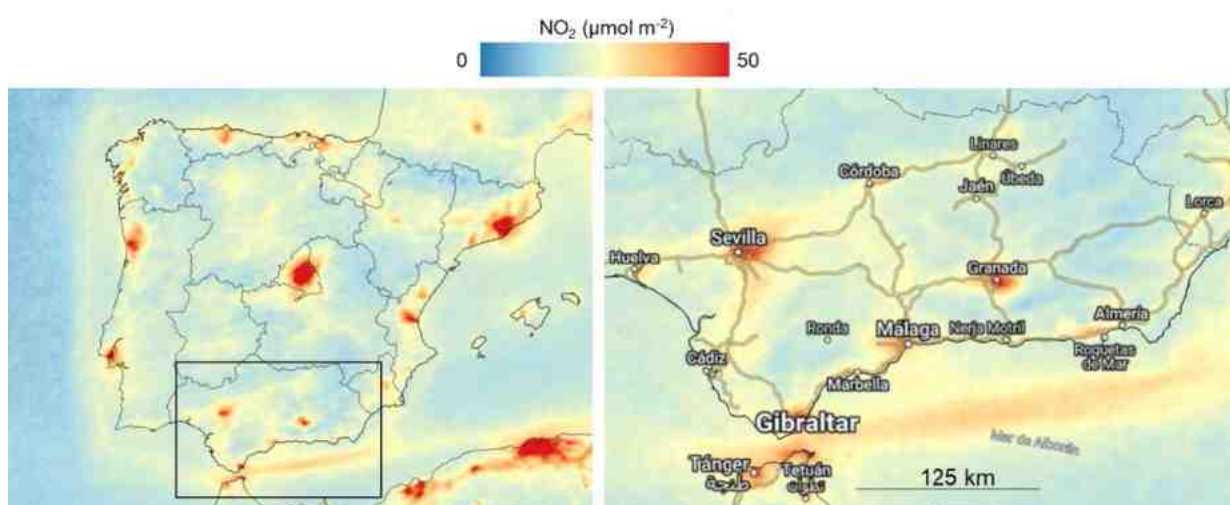 NO₂ (µmol m⁻²)
0
50
Linares
Córdoba
Úbeda
Jaén
Lorca
Sevilla
Huelva
Granada
Ronda
Málaga
Nerja
Motril
Almería
Cádiz
Roquetas
de Mar
Marbella
Gibraltar
Mar de Alborán
Tánger
طنجة
Tetuán
تطوان
125 km